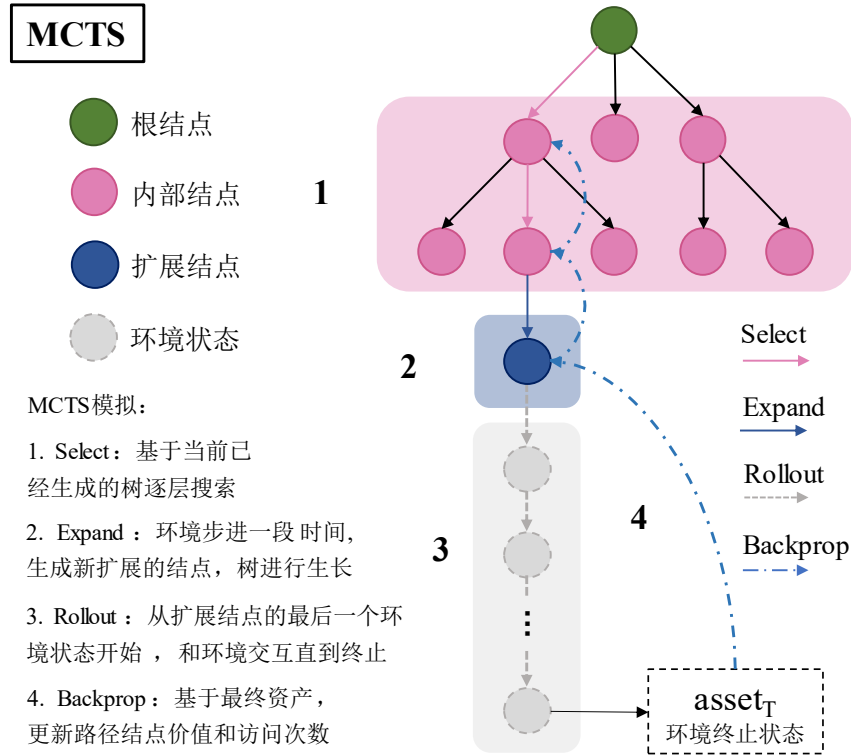 MCTS
根结点
内部结点
扩展结点
环境状态
1
2
3
4
Select
Expand
Rollout
Backprop
MCTS模拟：
1. Select：基于当前已
经生成的树逐层搜索
2. Expand ：环境步进一段 时间,
生成新扩展的结点，树进行生长
3. Rollout ：从扩展结点的最后一个环
境状态开始 ，和环境交互直到终止
4. Backprop：基于最终资产，
更新路径结点价值和访问次数
...
asset_T
环境终止状态